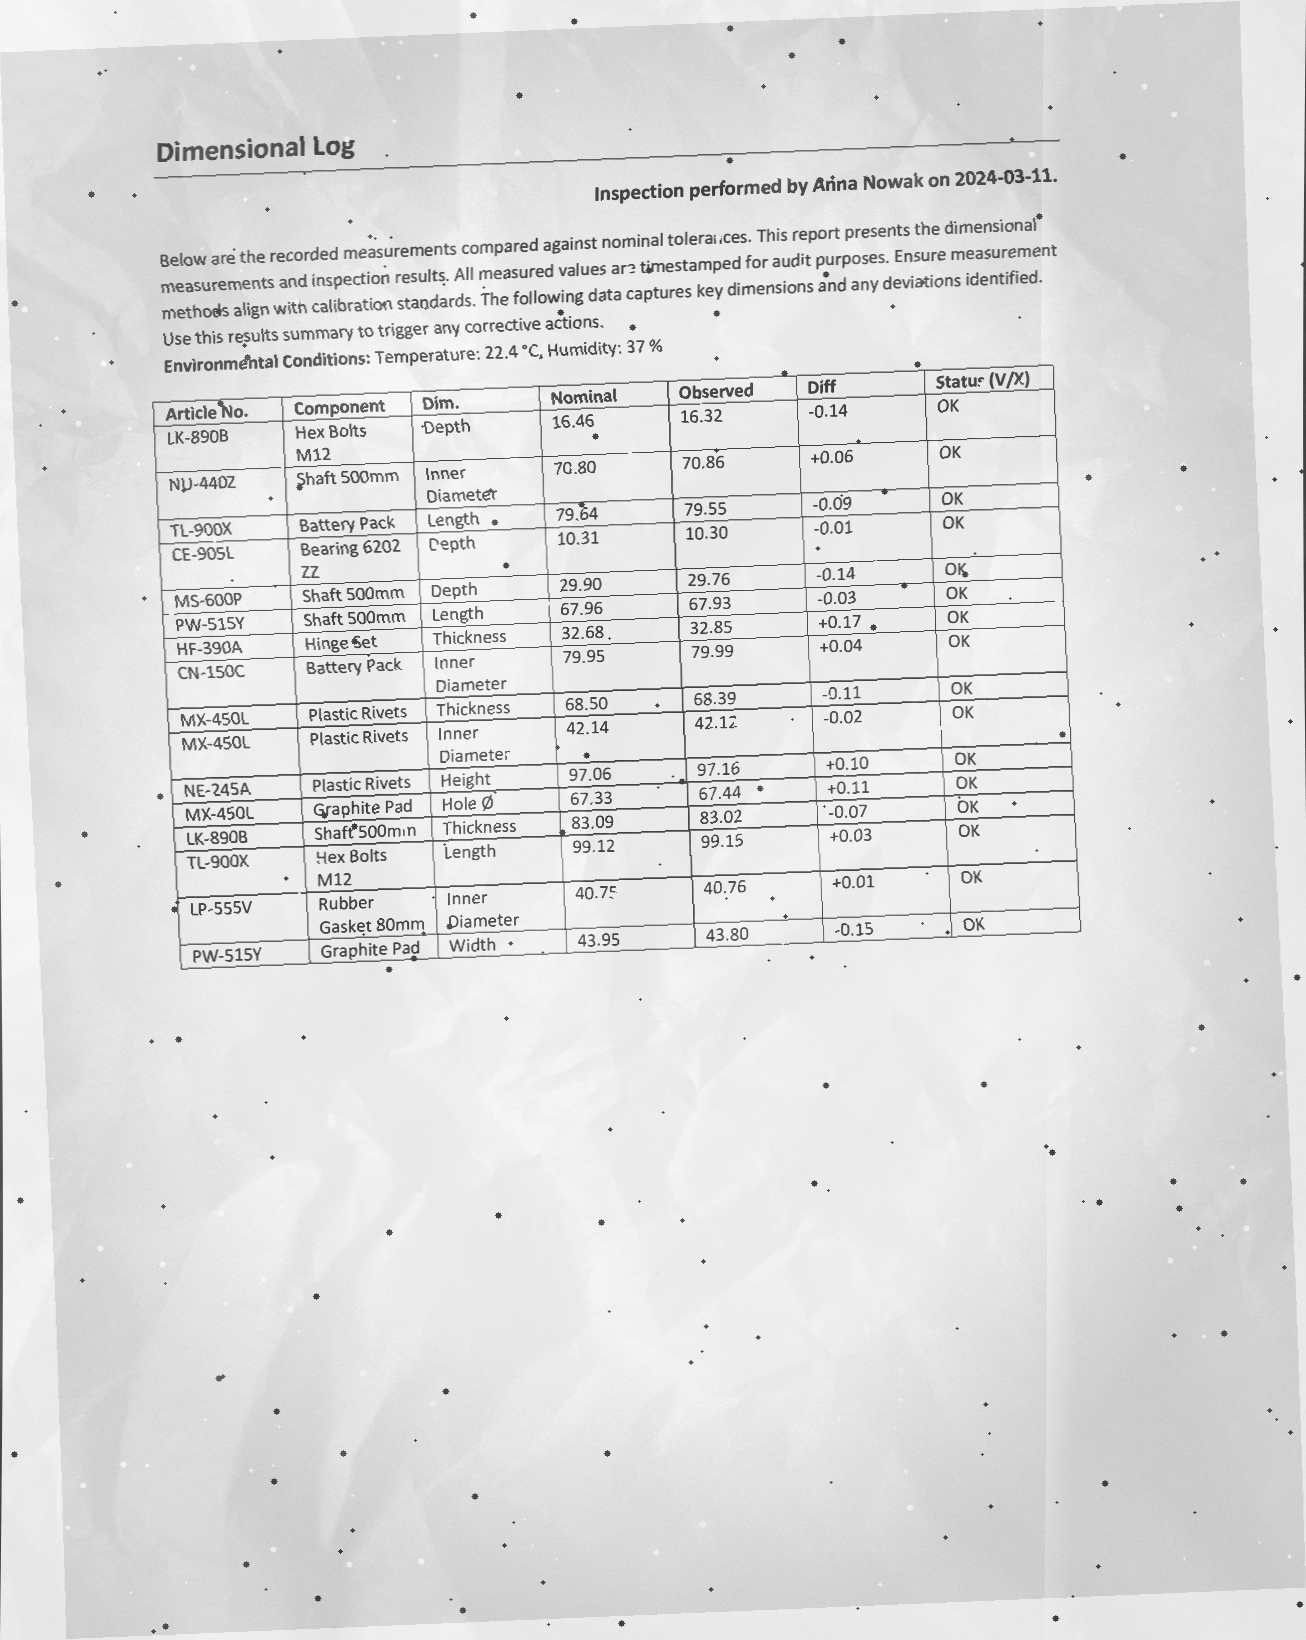 Dimensional Log
Inspection performed by Anna Nowak on 2024-03-11.
Below are the recorded measurements compared against nominal tolerances. This report presents the dimensional
measurements and inspection results. All measured values are timestamped for audit purposes. Ensure measurement
methods align with calibration standards. The following data captures key dimensions and any deviations identified.
Use this results summary to trigger any corrective actions.
Environmental Conditions: Temperature: 22.4 °C, Humidity: 37 %
Article No. Component Dim. Nominal Observed Diff Status (V/X)
LK-890B Hex Bolts Depth 16.46 16.32 -0.14 OK
M12
NU-440Z Shaft 500mm Inner 70.80 70.86 +0.06 OK
Diameter
TL-900X Battery Pack Length 79.64 79.55 -0.09 OK
CE-905L Bearing 6202 Depth 10.31 10.30 -0.01 OK
ZZ
MS-600P Shaft 500mm Depth 29.90 29.76 -0.14 OK
PW-515Y Shaft 500mm Length 67.96 67.93 -0.03 OK
HF-390A Hinge Set Thickness 32.68 32.85 +0.17 OK
CN-150C Battery Pack Inner 79.95 79.99 +0.04 OK
Diameter
MX-450L Plastic Rivets Thickness 68.50 68.39 -0.11 OK
MX-450L Plastic Rivets Inner 42.14 42.12 -0.02 OK
Diameter
NE-245A Plastic Rivets Height 97.06 97.16 +0.10 OK
MX-450L Graphite Pad Hole Ø 67.33 67.44 +0.11 OK
LK-890B Shaft 500mm Thickness 83.09 83.02 -0.07 OK
TL-900X Hex Bolts Length 99.12 99.15 +0.03 OK
M12
LP-555V Rubber Inner 40.75 40.76 +0.01 OK
Gasket 80mm Diameter
PW-515Y Graphite Pad Width 43.95 43.80 -0.15 OK